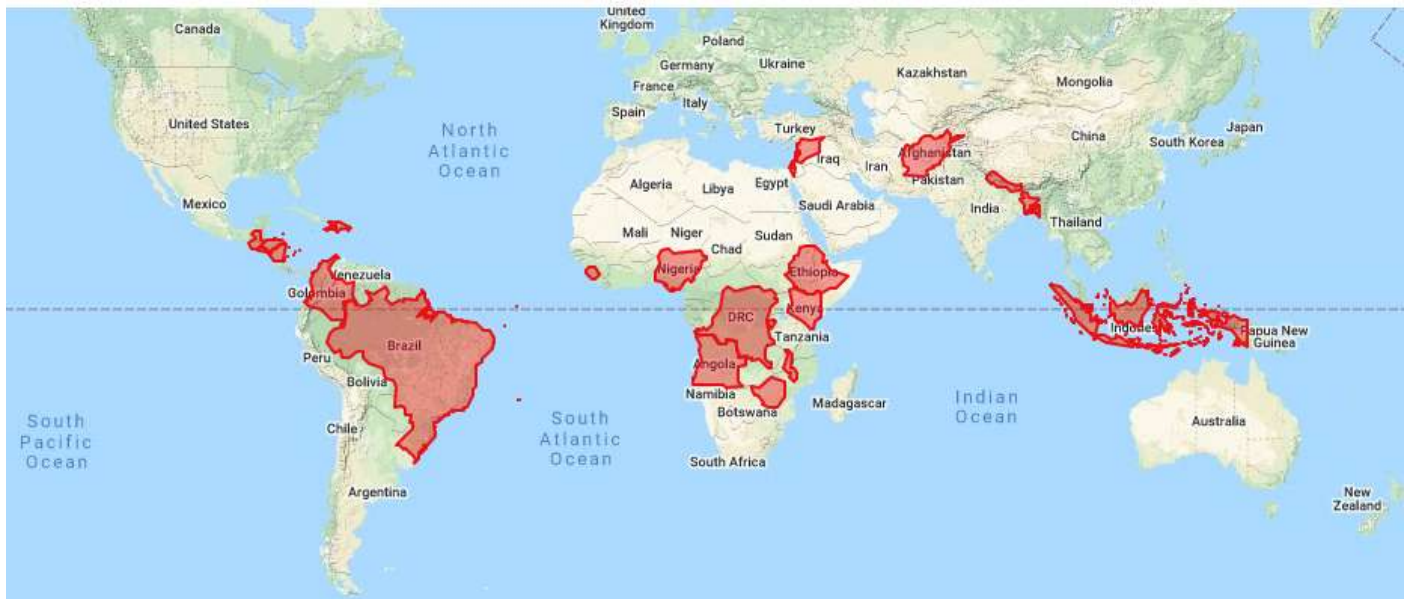 United
Kingdom
Canada
Poland
Germany
Ukraine
France
Kazakhstan
Mongolia
Italy
Spain
United States
North
Atlantic
Ocean
Turkey
China
Japan
South Korea
Iraq
Iran
Afghanistan
Pakistan
Algeria
Libya
Egypt
Saudi Arabia
India
Mexico
Mali
Niger
Chad
Sudan
Thailand
Venezuela
Colombia
Nigeria
Ethiopia
Kenya
DRC
Tanzania
Indones
Papua New
Guinea
Brazil
Peru
Bolivia
Angola
Namibia
Botswana
Madagascar
Indian
Ocean
South
Pacific
Ocean
Chile
South
Atlantic
Ocean
Australia
South Africa
Argentina
New
Zealand